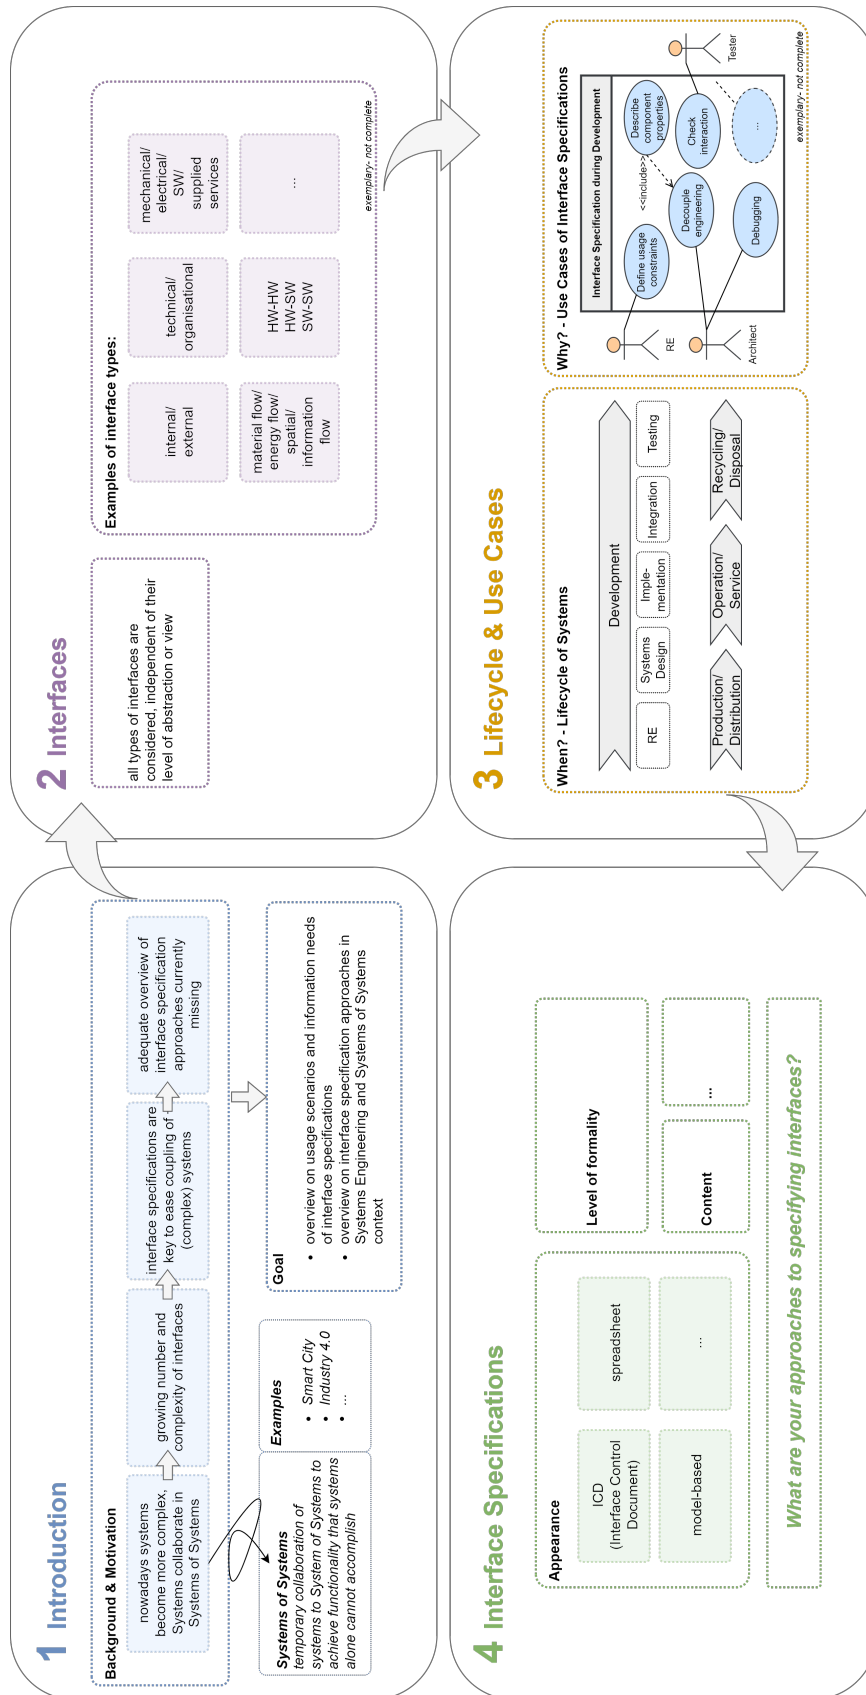 1 Introduction
Background & Motivation
nowadays systems
become more complex,
Systems collaborate in
Systems of Systems
growing number and
complexity of interfaces
interface specifications are
key to ease coupling of
(complex) systems
adequate overview of
interface specification
approaches currently
missing
Systems of Systems
temporary collaboration of
systems to System of Systems to
achieve functionality that systems
alone cannot accomplish
Examples
• Smart City
• Industry 4.0
• ...
Goal
• overview on usage scenarios and information needs
of interface specifications
• overview on interface specification approaches in
Systems Engineering and Systems of Systems
context
2 Interfaces
all types of interfaces are
considered, independent of their
level of abstraction or view
Examples of interface types:
internal/
external
technical/
organisational
mechanical/
electrical/
SW/
supplied
services
material flow/
energy flow/
spatial/
information
flow
HW-HW
HW-SW
SW-SW
...
exemplary- not complete
3 Lifecycle & Use Cases
When? - Lifecycle of Systems
Development
RE
Systems
Design
Imple-
mentation
Integration
Testing
Production/
Distribution
Operation/
Service
Recycling/
Disposal
Why? - Use Cases of Interface Specifications
Interface Specification during Development
RE
Define usage
constraints
Describe
component
properties
<<include>>
Decouple
engineering
Check
interaction
Tester
Architect
Debugging
...
exemplary- not complete
4 Interface Specifications
Appearance
ICD
(Interface Control
Document)
spreadsheet
model-based
...
Level of formality
Content
...
What are your approaches to specifying interfaces?